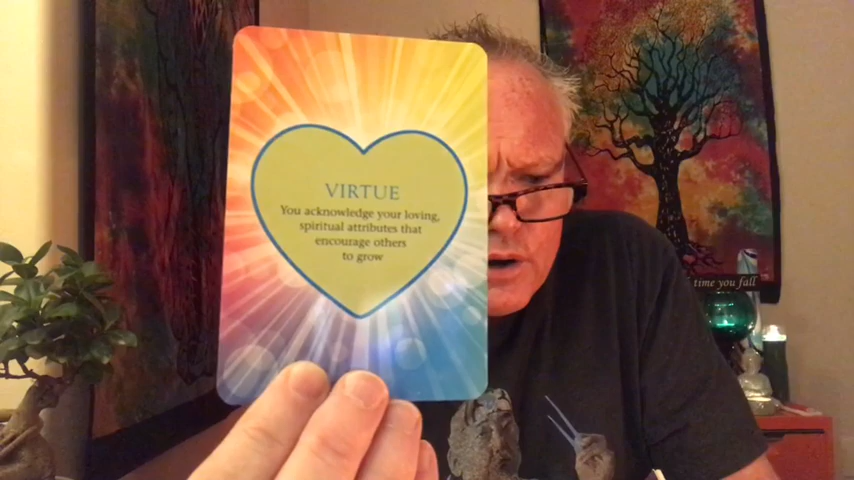 VIRTUE
You acknowledge your loving,
spiritual attributes that
encourage others
to grow
time you fall